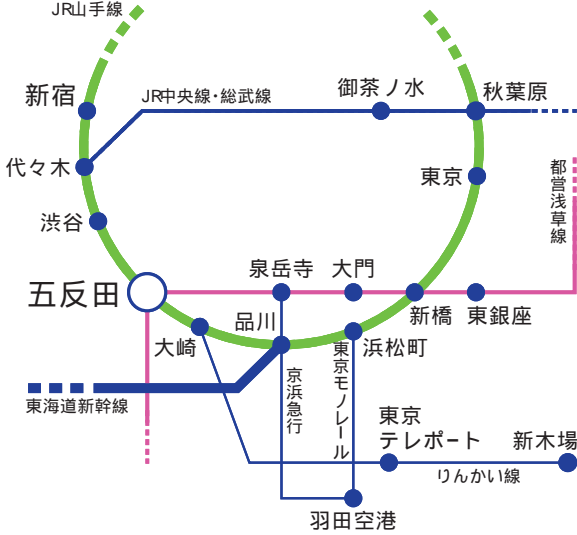 JR山手線
新宿
JR中央線・総武線
御茶ノ水
秋葉原
代々木
東京
都営浅草線
渋谷
泉岳寺
大門
五反田
品川
新橋
東銀座
大崎
浜松町
東京モノレール
京浜急行
東海道新幹線
東京
テレポート
新木場
りんかい線
羽田空港